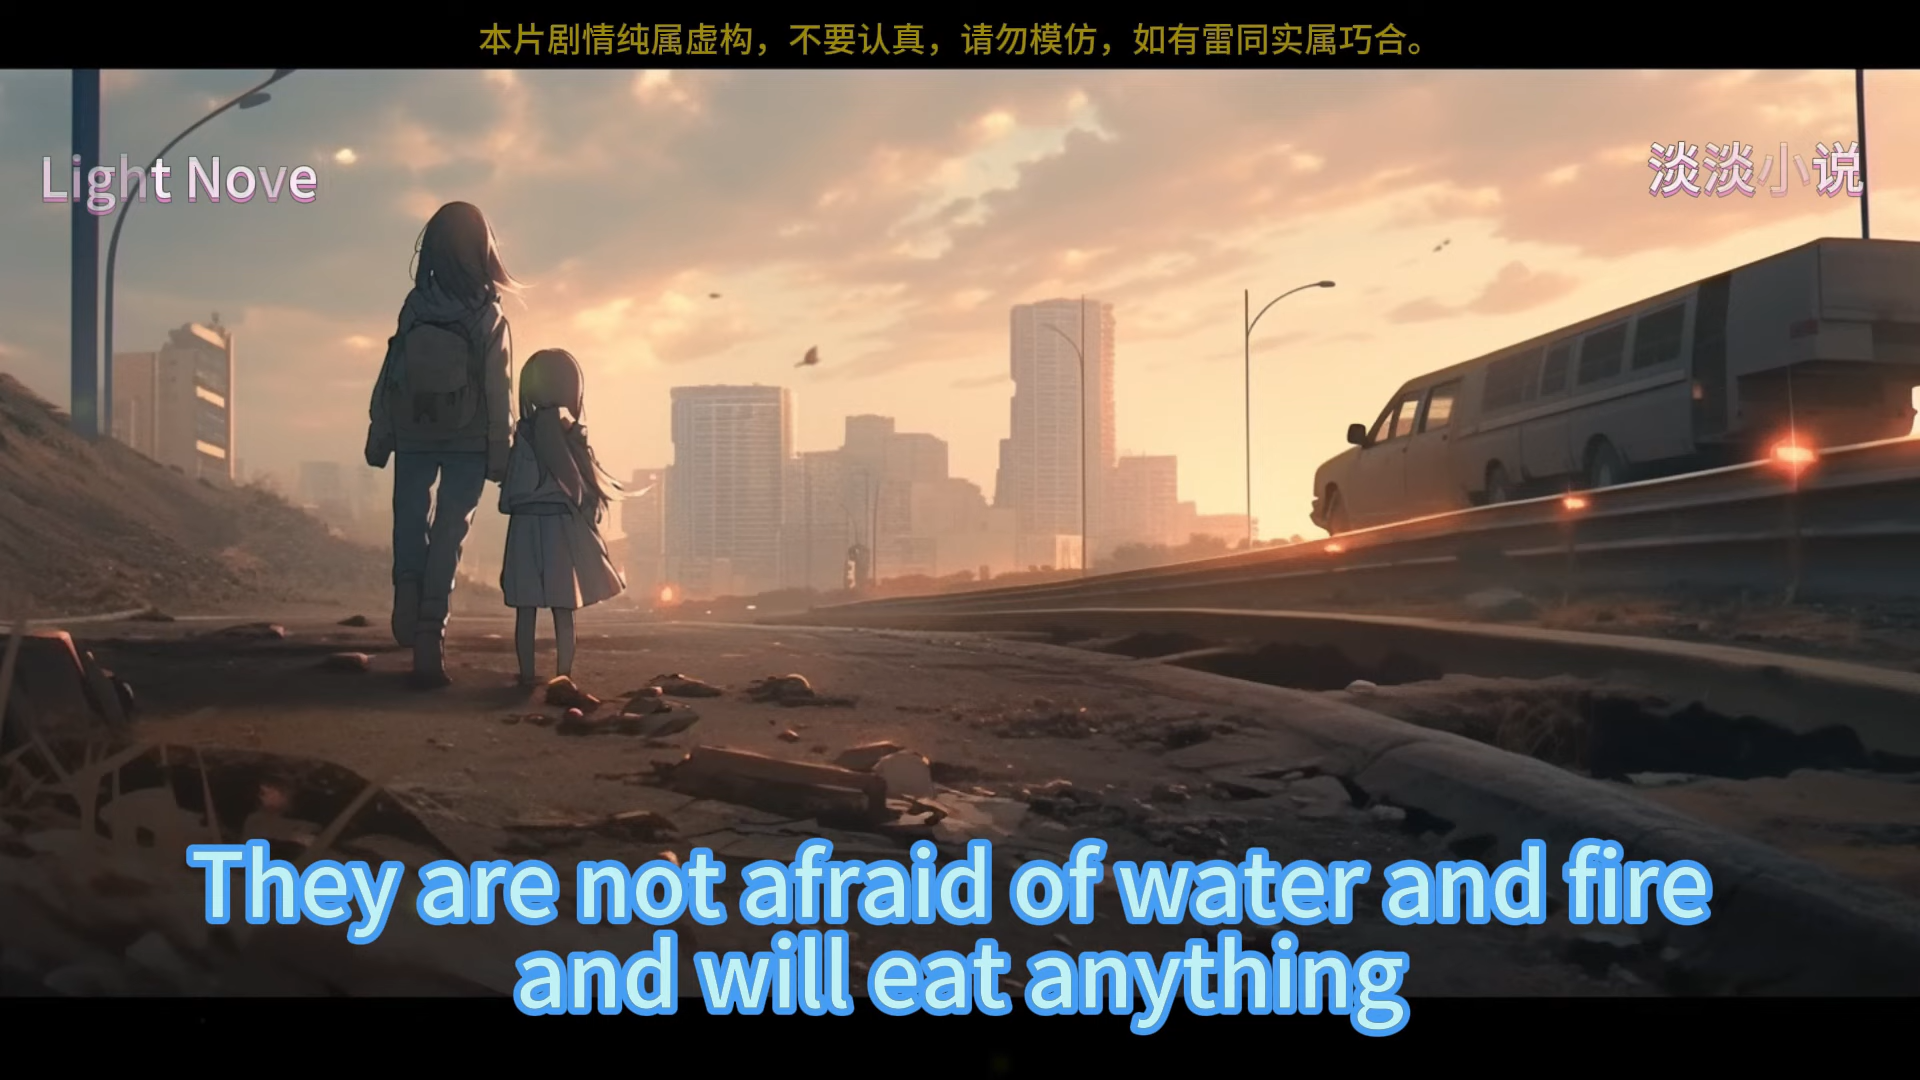 本片剧情纯属虚构，不要认真，请勿模仿，如有雷同实属巧合。
Light Nove
淡淡小说
They are not afraid of water and fire
and will eat anything